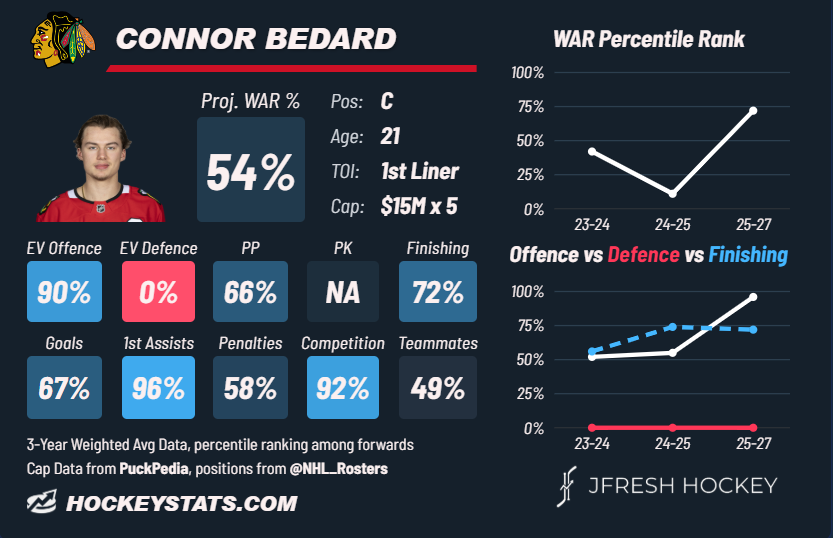 CONNOR BEDARD
Proj. WAR %
54%
Pos: C
Age: 21
TOI: 1st Liner
Cap: $15M x 5
EV Offence EV Defence PP PK Finishing
90% 0% 66% NA 72%
Goals 1st Assists Penalties Competition Teammates
67% 96% 58% 92% 49%
3-Year Weighted Avg Data, percentile ranking among forwards
Cap Data from PuckPedia, positions from @NHL_Rosters
HOCKEYSTATS.COM
WAR Percentile Rank
100%
75%
50%
25%
0%
23-24 24-25 25-27
Offence vs Defence vs Finishing
100%
75%
50%
25%
0%
23-24 24-25 25-27
JFRESH HOCKEY